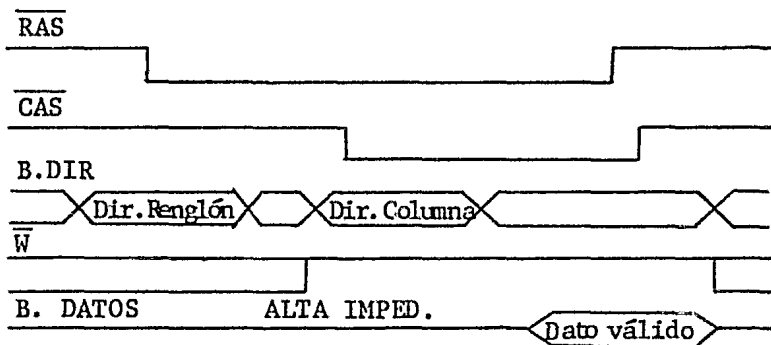 RAS
CAS
B.DIR
Dir.Renglón Dir.Columna
W
B. DATOS ALTA IMPED.
Dato válido